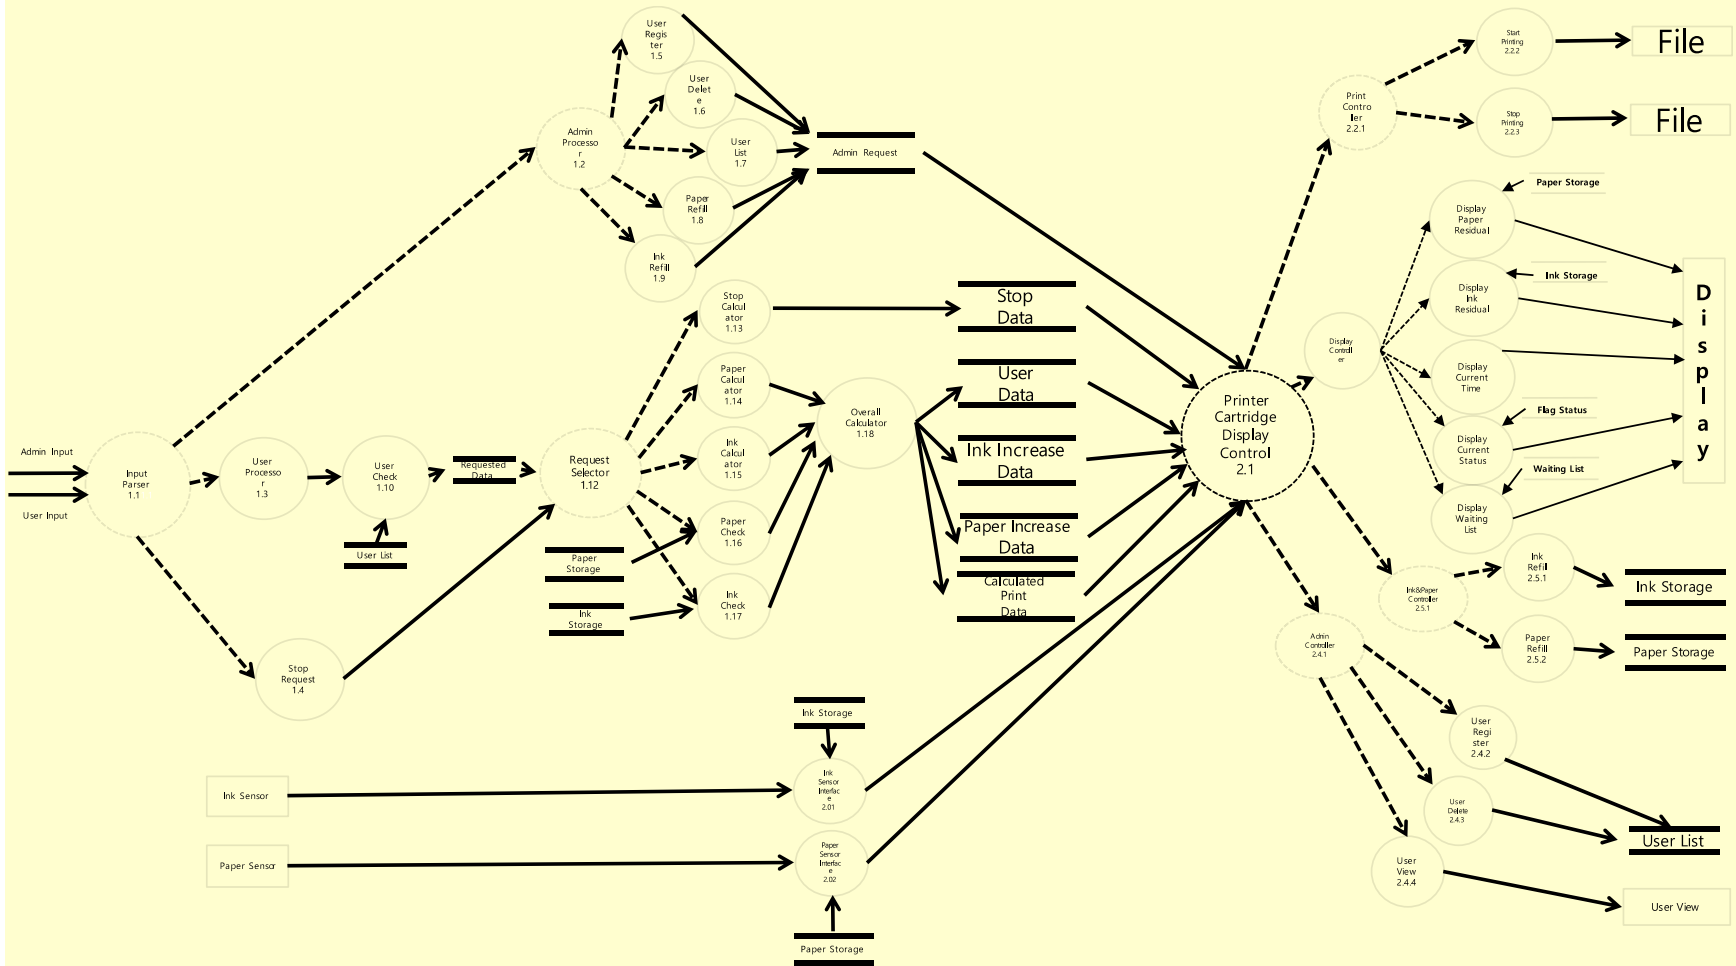 User
Regis
ter
1.5
User
Delet
e
1.6
User
List
1.7
Paper
Refill
1.8
Ink
Refill
1.9
Admin
Processo
r
1.2
Admin Request
Start
Printing
2.2.2
File
Print
Contro
ller
2.2.1
Stop
Printing
2.2.3
File
Paper Storage
Display
Paper
Residual
Ink Storage
Display
Ink
Residual
Display
Controll
er
Display
Current
Time
Flag Status
Display
Current
Status
Waiting List
Display
Waiting
List
D
i
s
p
l
a
y
Stop
Calcul
ator
1.13
Stop
Data
Paper
Calcul
ator
1.14
User
Data
Overall
Calculator
1.18
Ink
Calcul
ator
1.15
Ink Increase
Data
Paper
Check
1.16
Paper Increase
Data
Ink
Check
1.17
Calculated
Print
Data
Printer
Cartridge
Display
Control
2.1
Admin Input
User Input
Input
Parser
1.1
User
Processo
r
1.3
User
Check
1.10
Requested
Data
User List
Request
Selector
1.12
Paper
Storage
Ink
Storage
Stop
Request
1.4
Ink&Paper
Controller
2.5.1
Ink
Refill
2.5.1
Ink Storage
Paper
Refill
2.5.2
Paper Storage
Admin
Controller
2.4.1
User
Regi
ster
2.4.2
User
Delete
2.4.3
User List
User
View
2.4.4
User View
Ink Storage
Ink Sensor
Ink
Sensor
Interfac
e
2.01
Paper Sensor
Paper
Sensor
Interfac
e
2.02
Paper Storage